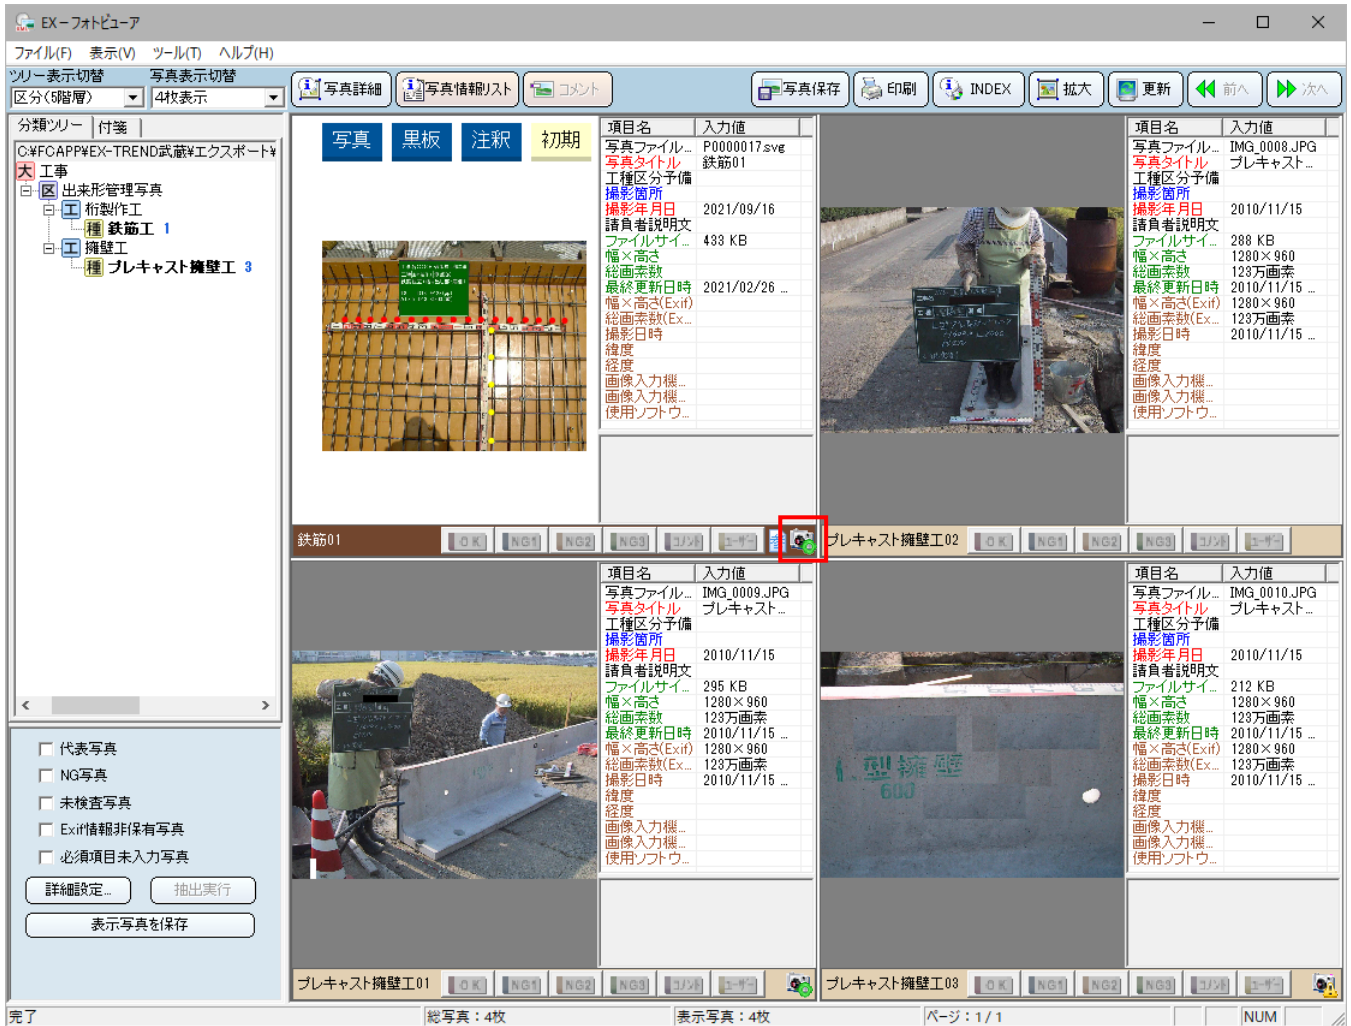 EX－フォトビューア
ファイル(F) 表示(V) ツール(T) ヘルプ(H)
ツリー表示切替 写真表示切替
区分(5階層) 4枚表示
写真詳細 写真情報リスト コメント 写真保存 印刷 INDEX 拡大 更新 前へ 次へ
分類ツリー 付箋
C:¥FCAPP¥EX-TREND武蔵¥エクスポート¥
大 工事
区 出来形管理写真
工 桁製作工
種 鉄筋工 1
工 擁壁工
種 プレキャスト擁壁工 3
代表写真
NG写真
未検査写真
Exif情報非保有写真
必須項目未入力写真
詳細設定... 抽出実行
表示写真を保存
写真 黒板 注釈 初期
項目名 入力値
写真ファイル... P0000017.svg
写真タイトル 鉄筋01
工種区分予備
撮影箇所
撮影年月日 2021/09/16
請負者説明文
ファイルサイ... 433 KB
幅×高さ
総画素数
最終更新日時 2021/02/26 ...
幅×高さ(Exif)
総画素数(Ex...
撮影日時
緯度
経度
画像入力機...
画像入力機...
使用ソフトウ...
鉄筋01 OK NG1 NG2 NG3 コメント ユーザー
項目名 入力値
写真ファイル... IMG_0008.JPG
写真タイトル プレキャスト...
工種区分予備
撮影箇所
撮影年月日 2010/11/15
請負者説明文
ファイルサイ... 288 KB
幅×高さ 1280×960
総画素数 123万画素
最終更新日時 2010/11/15 ...
幅×高さ(Exif) 1280×960
総画素数(Ex... 123万画素
撮影日時 2010/11/15 ...
緯度
経度
画像入力機...
画像入力機...
使用ソフトウ...
プレキャスト擁壁工02 OK NG1 NG2 NG3 コメント ユーザー
項目名 入力値
写真ファイル... IMG_0009.JPG
写真タイトル プレキャスト...
工種区分予備
撮影箇所
撮影年月日 2010/11/15
請負者説明文
ファイルサイ... 295 KB
幅×高さ 1280×960
総画素数 123万画素
最終更新日時 2010/11/15 ...
幅×高さ(Exif) 1280×960
総画素数(Ex... 123万画素
撮影日時 2010/11/15 ...
緯度
経度
画像入力機...
画像入力機...
使用ソフトウ...
プレキャスト擁壁工01 OK NG1 NG2 NG3 コメント ユーザー
型擁壁
600
項目名 入力値
写真ファイル... IMG_0010.JPG
写真タイトル プレキャスト...
工種区分予備
撮影箇所
撮影年月日 2010/11/15
請負者説明文
ファイルサイ... 212 KB
幅×高さ 1280×960
総画素数 123万画素
最終更新日時 2010/11/15 ...
幅×高さ(Exif) 1280×960
総画素数(Ex... 123万画素
撮影日時 2010/11/15 ...
緯度
経度
画像入力機...
画像入力機...
使用ソフトウ...
プレキャスト擁壁工03 OK NG1 NG2 NG3 コメント ユーザー
完了 総写真：4枚 表示写真：4枚 ページ：1/1 NUM